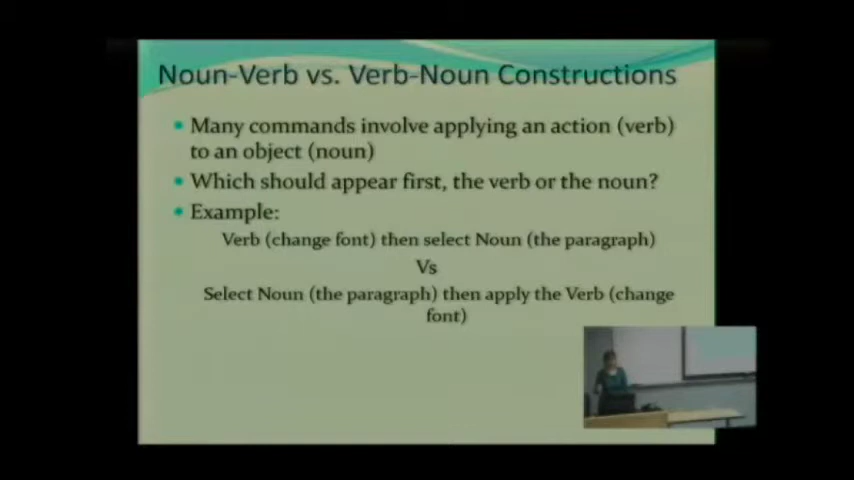 Noun-Verb vs. Verb-Noun Constructions
Many commands involve applying an action (verb)
to an object (noun)
Which should appear first, the verb or the noun?
Example:
Verb (change font) then select Noun (the paragraph)
Vs
Select Noun (the paragraph) then apply the Verb (change
font)